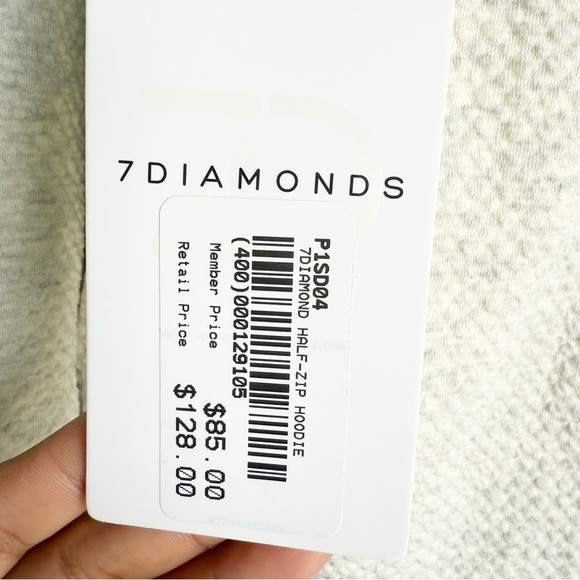 7DIAMONDS
P1SD04
7DIAMOND HALF-ZIP HOODIE
(400)000129105
Member Price $85.00
Retail Price $128.00